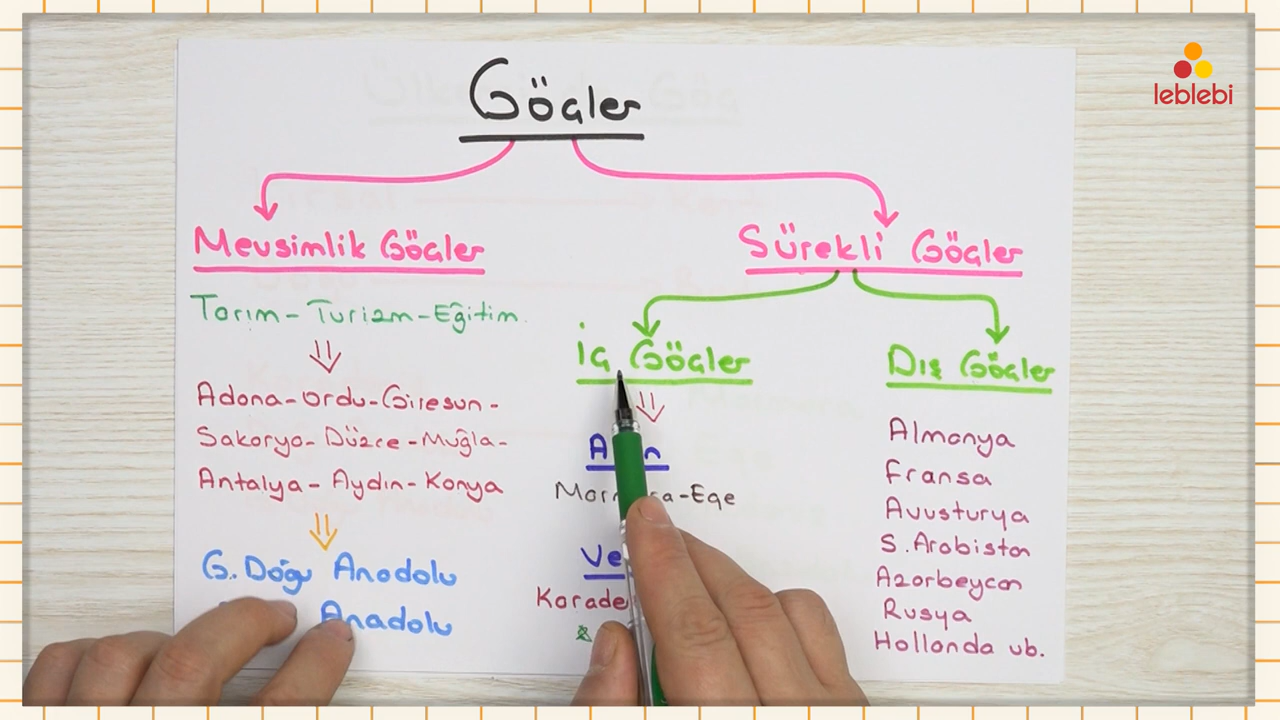 leblebi
Göçler
Mevsimlik Göçler
Tarım - Turizm - Eğitim
Adana - Ordu - Giresun -
Sakarya - Düzce - Muğla -
Antalya - Aydın - Konya
G. Doğu Anadolu
Anadolu
Sürekli Göçler
İç Göçler
Ege
Dış Göçler
Almanya
Fransa
Avusturya
S. Arabistan
Azarbeycan
Rusya
Hollanda vb.